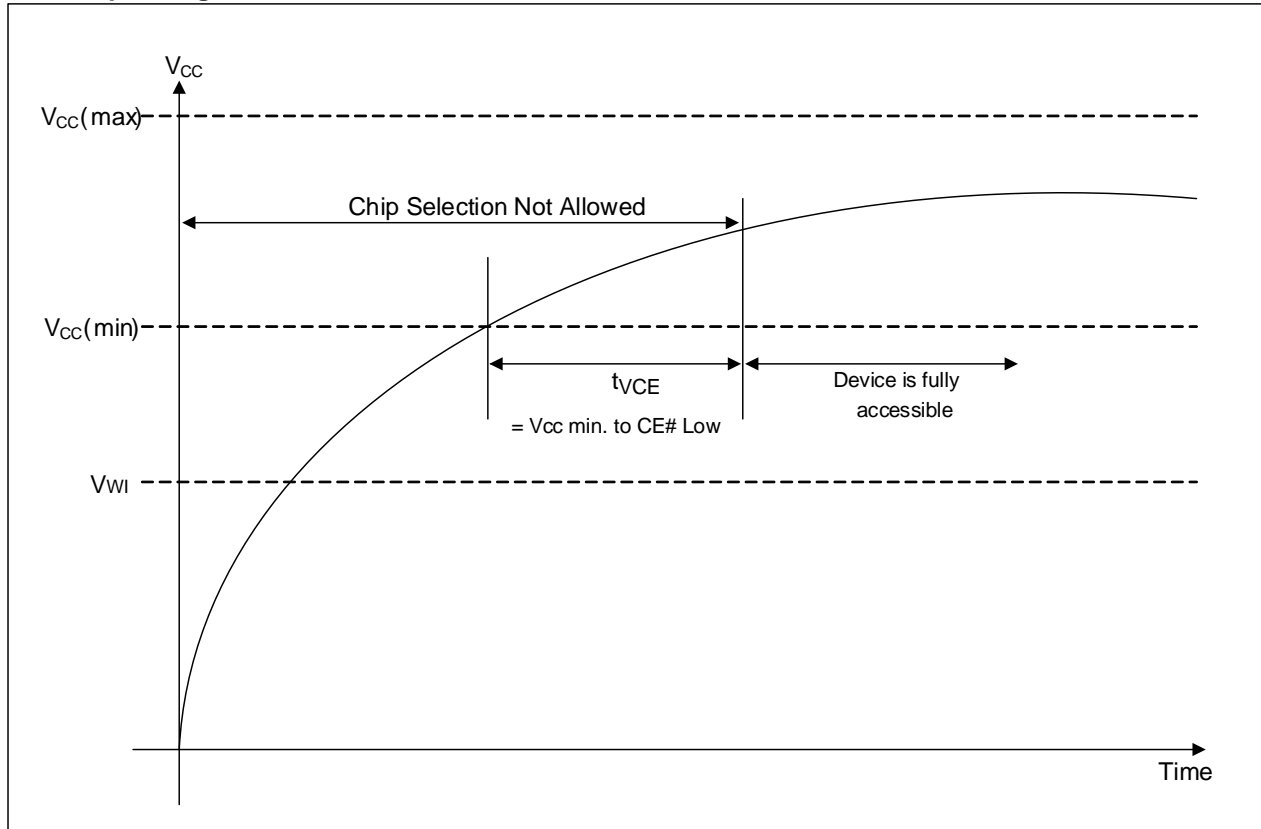 VCC
VCC(max)
Chip Selection Not Allowed
VCC(min)
tVCE
= Vcc min. to CE# Low
Device is fully
accessible
VWI
Time